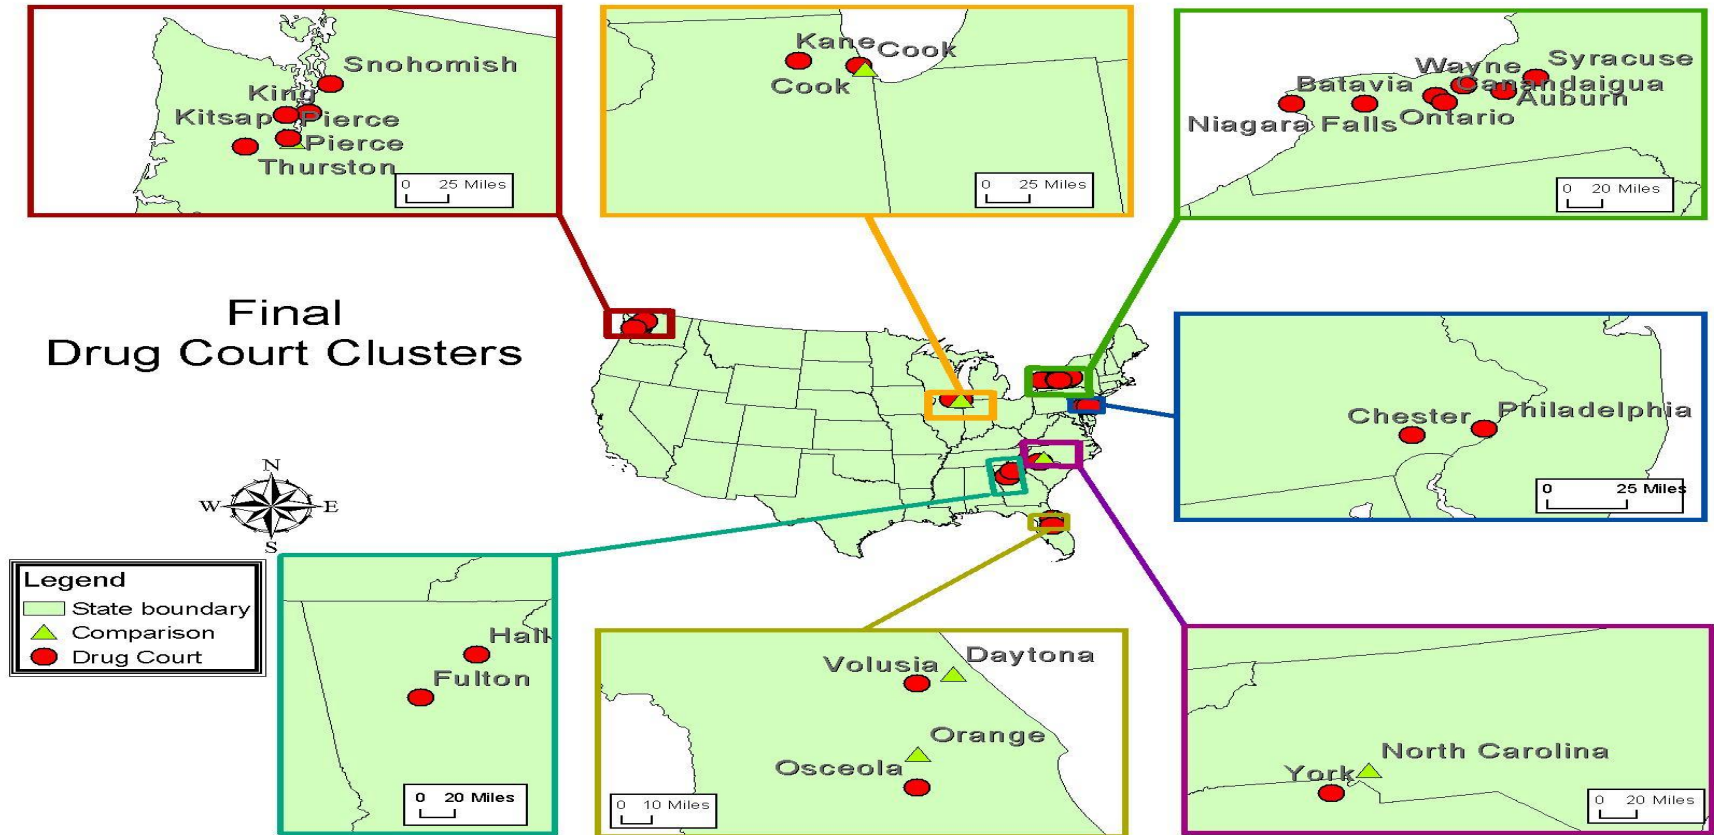 Snohomish
King
Kitsap
Pierce
Pierce
Thurston
0 25 Miles
Kane
Cook
Cook
0 25 Miles
Syracuse
Wayne
Batavia
Canandaigua
Auburn
Niagara Falls
Ontario
0 20 Miles
Final
Drug Court Clusters
Chester
Philadelphia
0 25 Miles
N
W
E
S
Legend
State boundary
Comparison
Drug Court
Hall
Fulton
0 20 Miles
Volusia
Daytona
Orange
Osceola
0 10 Miles
North Carolina
York
0 20 Miles